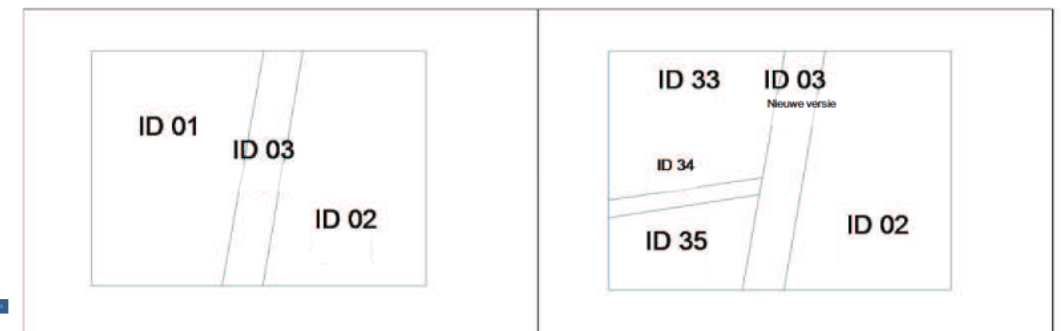 ID 01
ID 03
ID 02
ID 33
ID 03
Nieuwe versie
ID 34
ID 35
ID 02